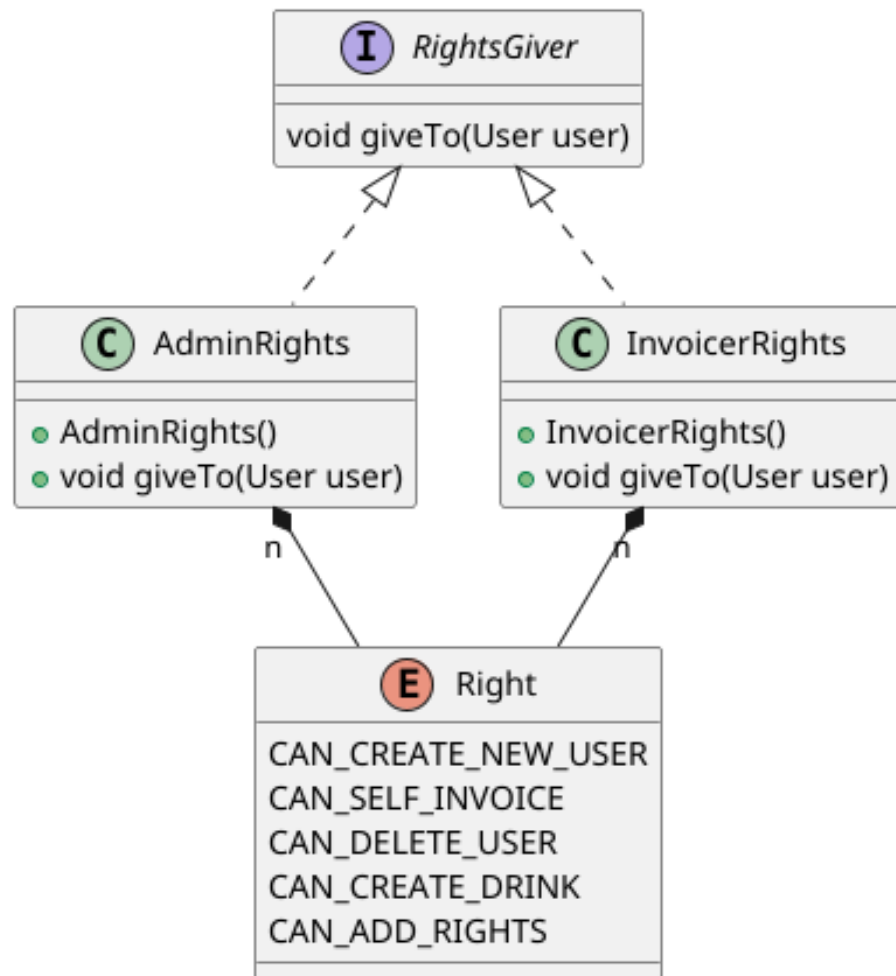 I RightsGiver
void giveTo(User user)
C AdminRights
AdminRights()
void giveTo(User user)
C InvoicerRights
InvoicerRights()
void giveTo(User user)
n
n
E Right
CAN_CREATE_NEW_USER
CAN_SELF_INVOICE
CAN_DELETE_USER
CAN_CREATE_DRINK
CAN_ADD_RIGHTS